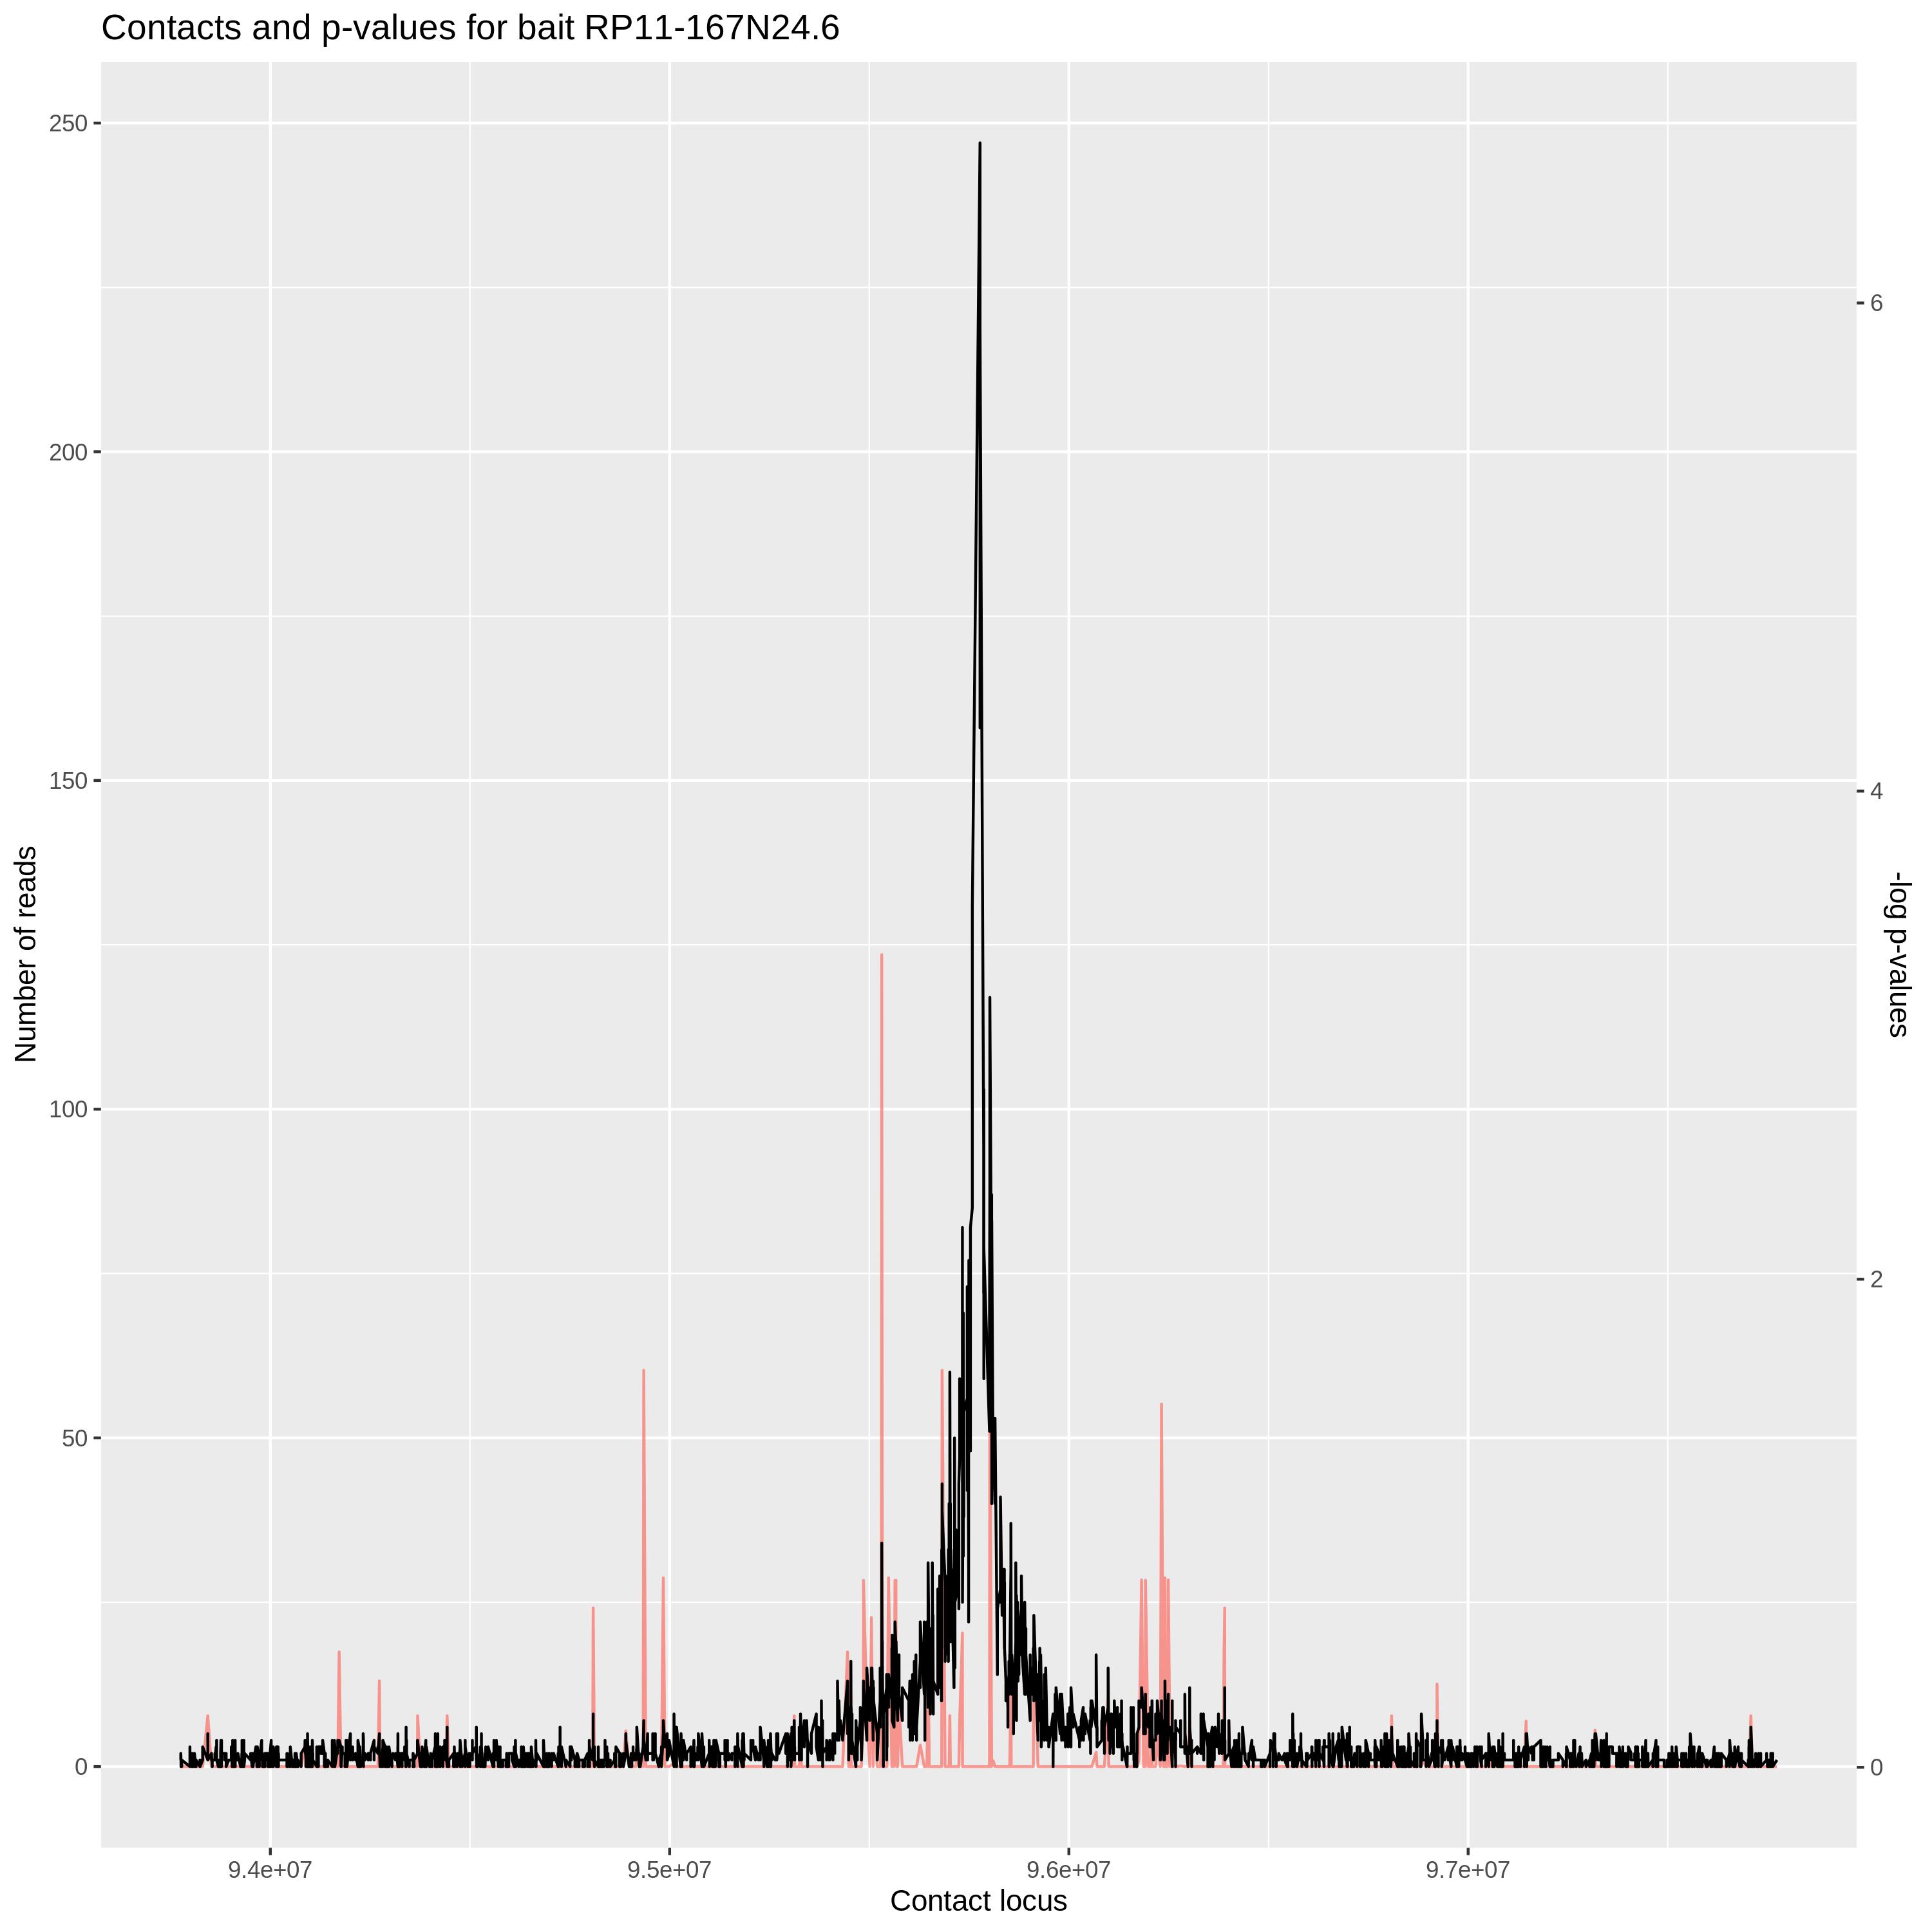 Contacts and p-values for bait RP11-167N24.6
250
200
150
100
50
0
Number of reads
6
4
2
0
-log p-values
9.4e+07 9.5e+07 9.6e+07 9.7e+07
Contact locus